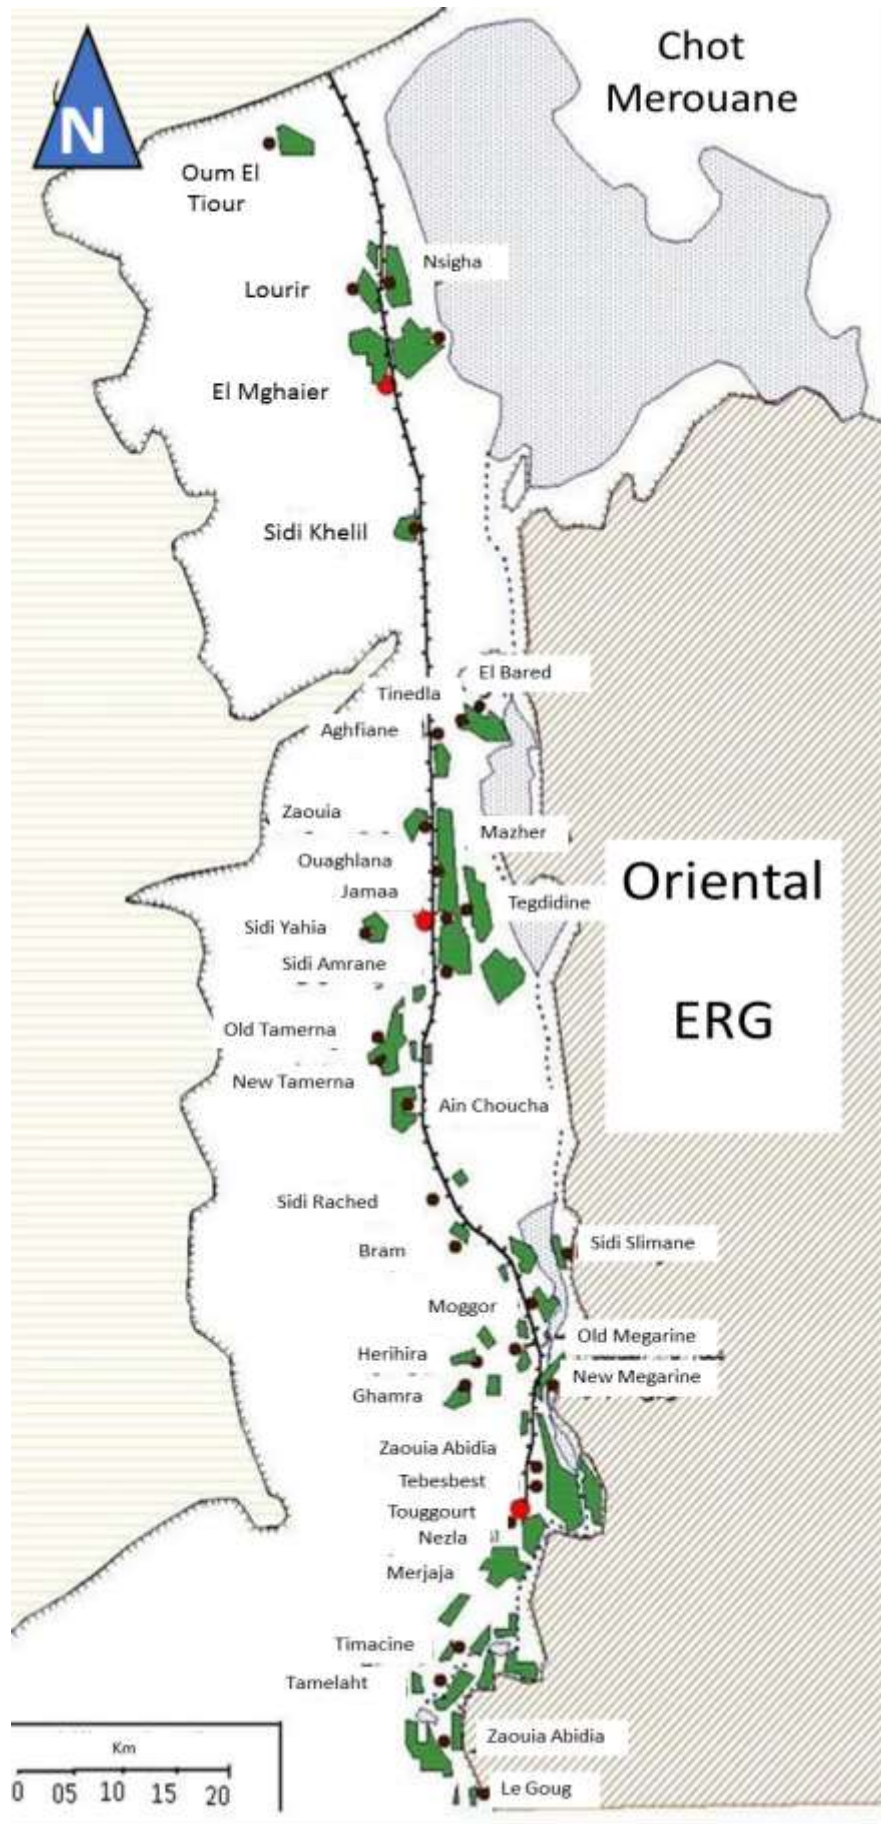 Chot
Merouane
N
Oum El
Tiour
Nsigha
Lourir
El Mghaier
Sidi Khelil
El Bared
Tinedla
Aghfiane
Zaouia
Mazher
Ouaghlana
Jamaa
Tegdidine
Sidi Yahia
Sidi Amrane
Oriental
ERG
Old Tamerna
New Tamerna
Ain Choucha
Sidi Rached
Bram
Sidi Slimane
Moggor
Old Megarine
Herihira
New Megarine
Ghamra
Zaouia Abidia
Tebesbest
Touggourt
Nezla
Merjaja
Timacine
Tamelaht
Zaouia Abidia
Km
0 05 10 15 20
Le Goug